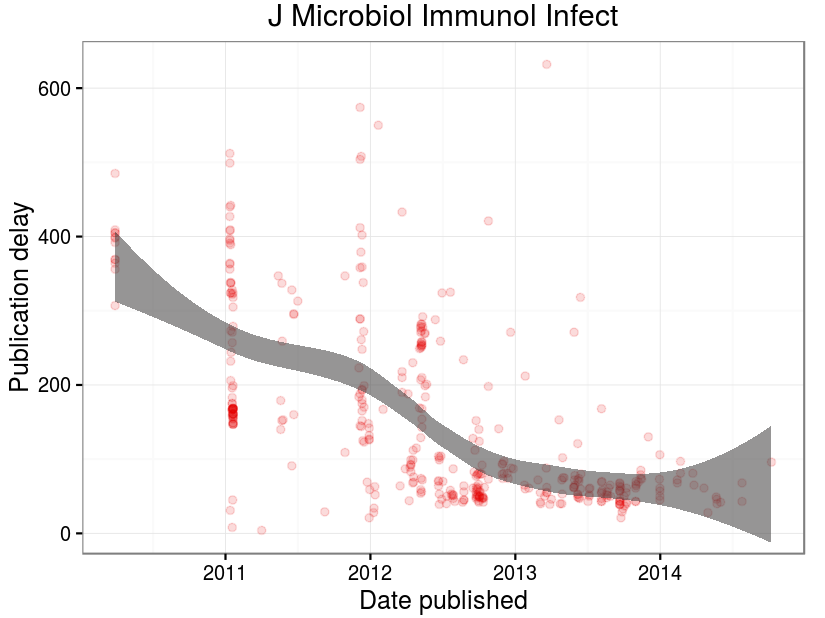 J Microbiol Immunol Infect
Publication delay
600
400
200
0
2011 2012 2013 2014
Date published